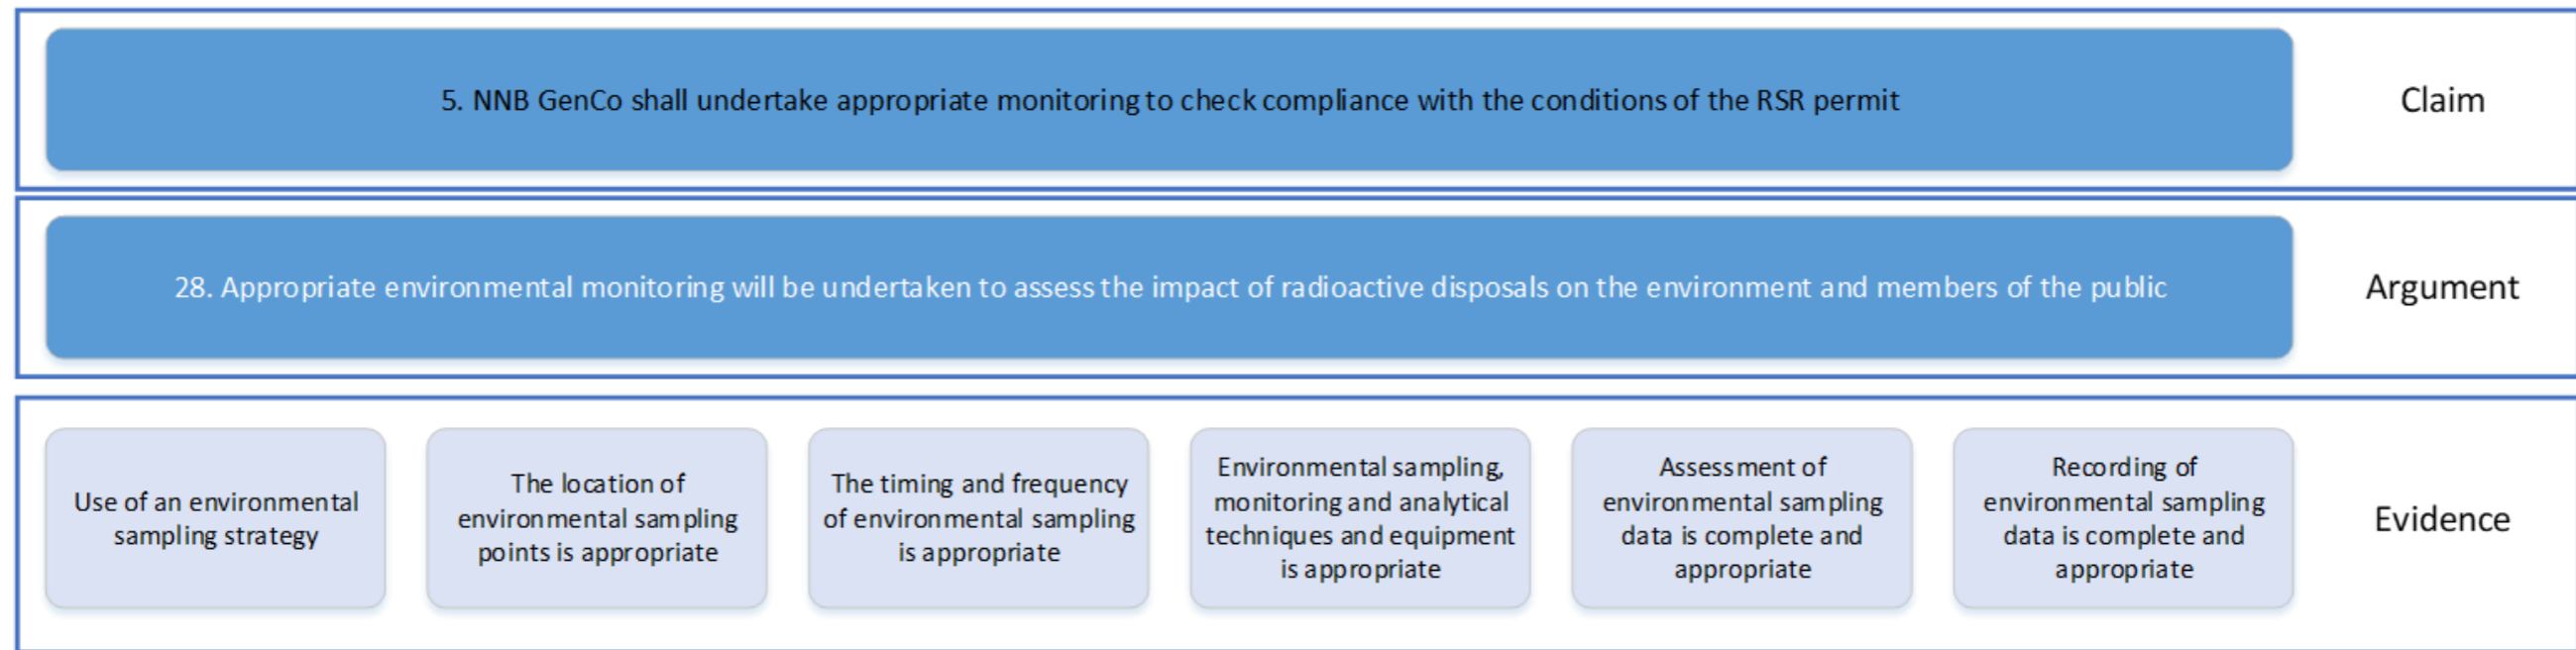 5. NNB GenCo shall undertake appropriate monitoring to check compliance with the conditions of the RSR permit
Claim
28. Appropriate environmental monitoring will be undertaken to assess the impact of radioactive disposals on the environment and members of the public
Argument
Use of an environmental
sampling strategy
The location of
environmental sampling
points is appropriate
The timing and frequency
of environmental sampling
is appropriate
Environmental sampling,
monitoring and analytical
techniques and equipment
is appropriate
Assessment of
environmental sampling
data is complete and
appropriate
Recording of
environmental sampling
data is complete and
appropriate
Evidence